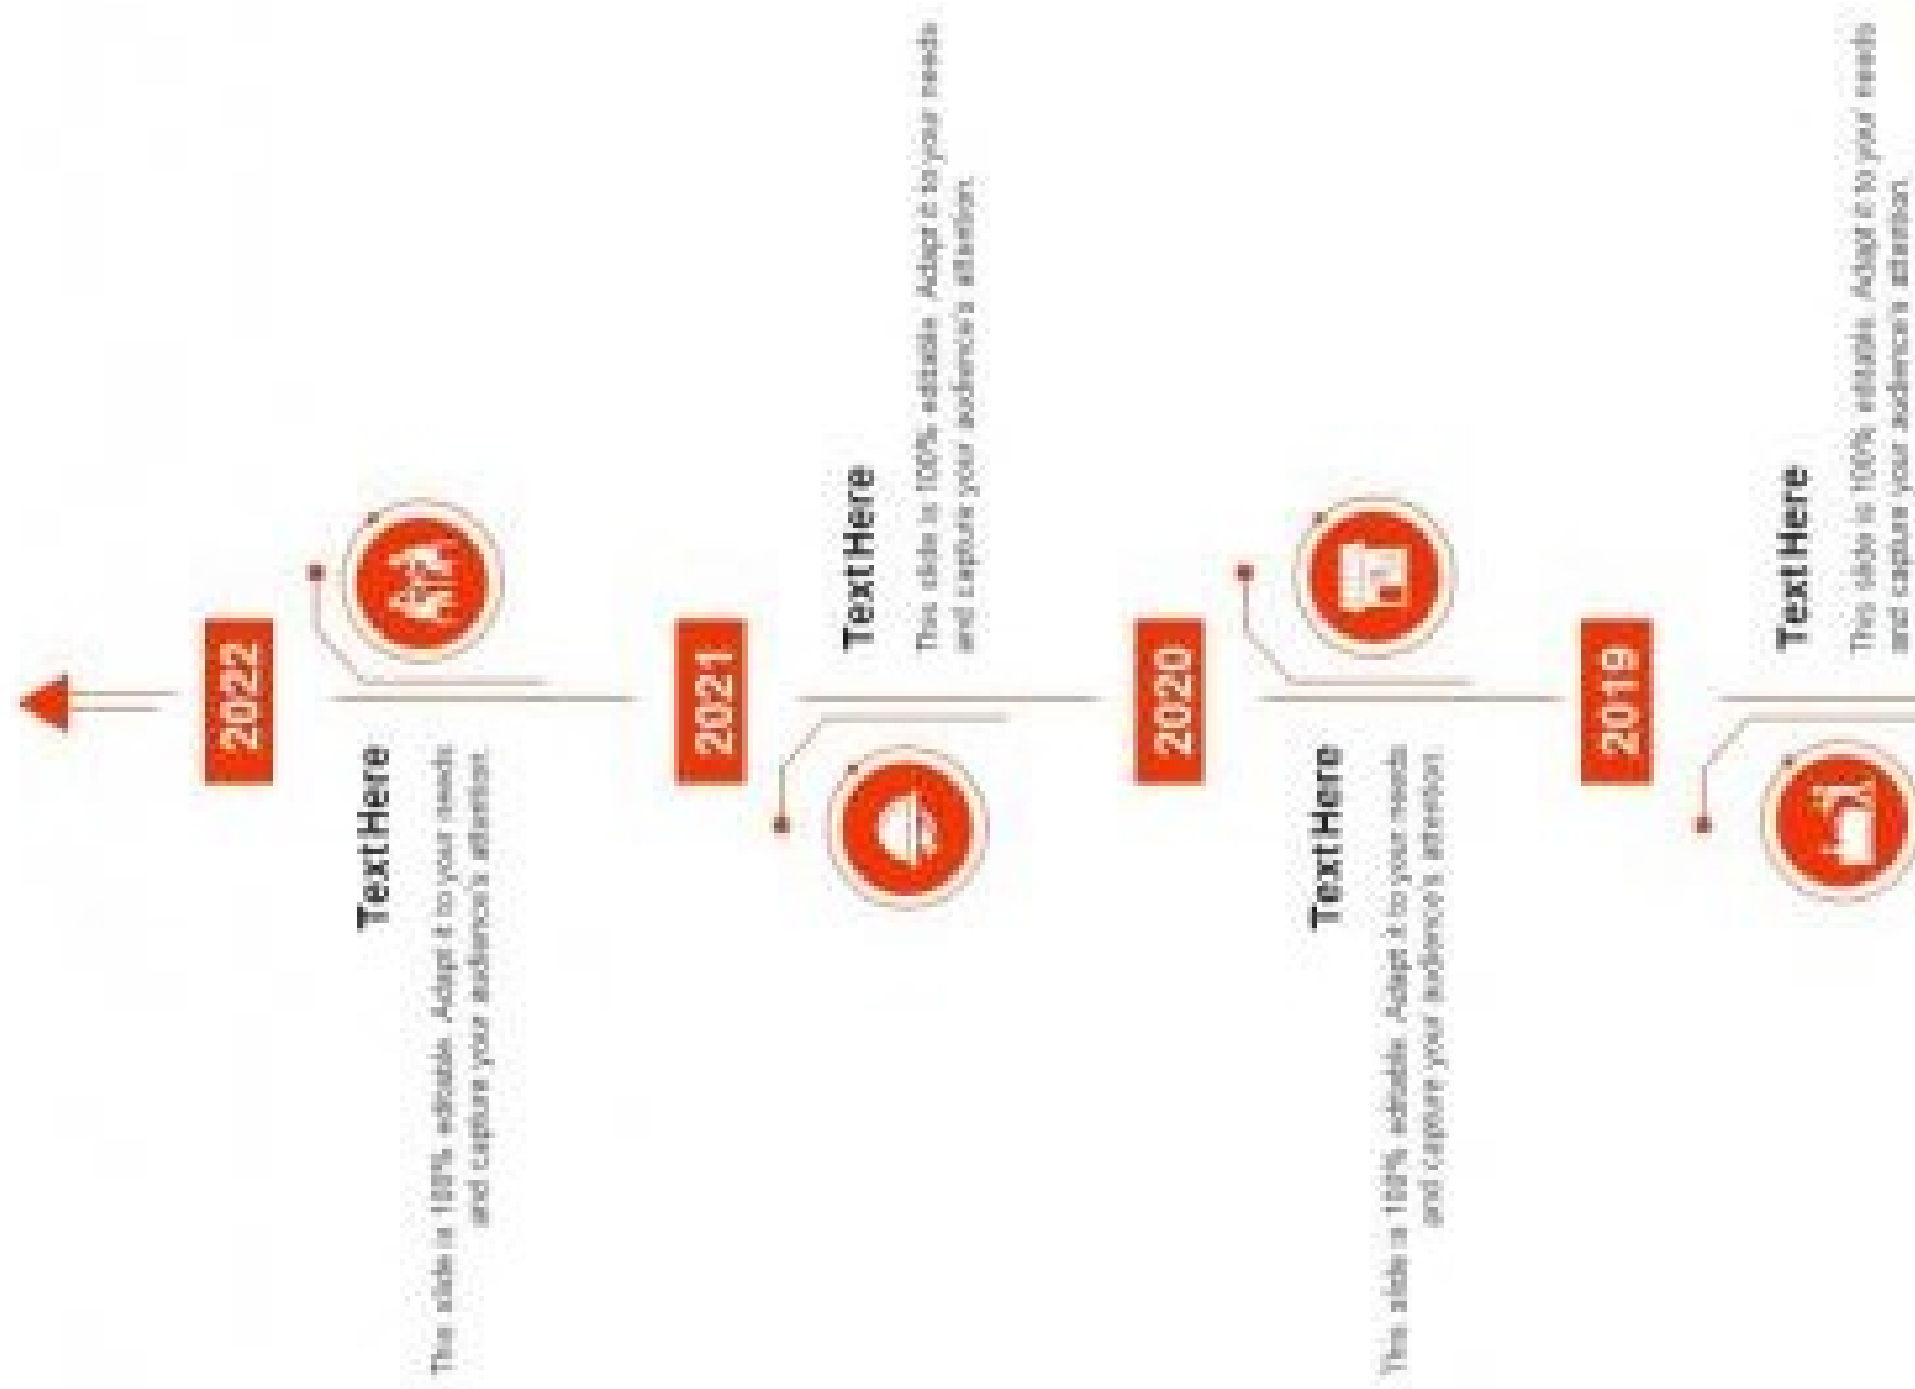 2022
Text Here
This slide is 100% editable. Adapt it to your needs
and capture your audience's attention.
2021
Text Here
This slide is 100% editable. Adapt it to your needs
and capture your audience's attention.
2020
Text Here
This slide is 100% editable. Adapt it to your needs
and capture your audience's attention.
2019
Text Here
This slide is 100% editable. Adapt it to your needs
and capture your audience's attention.